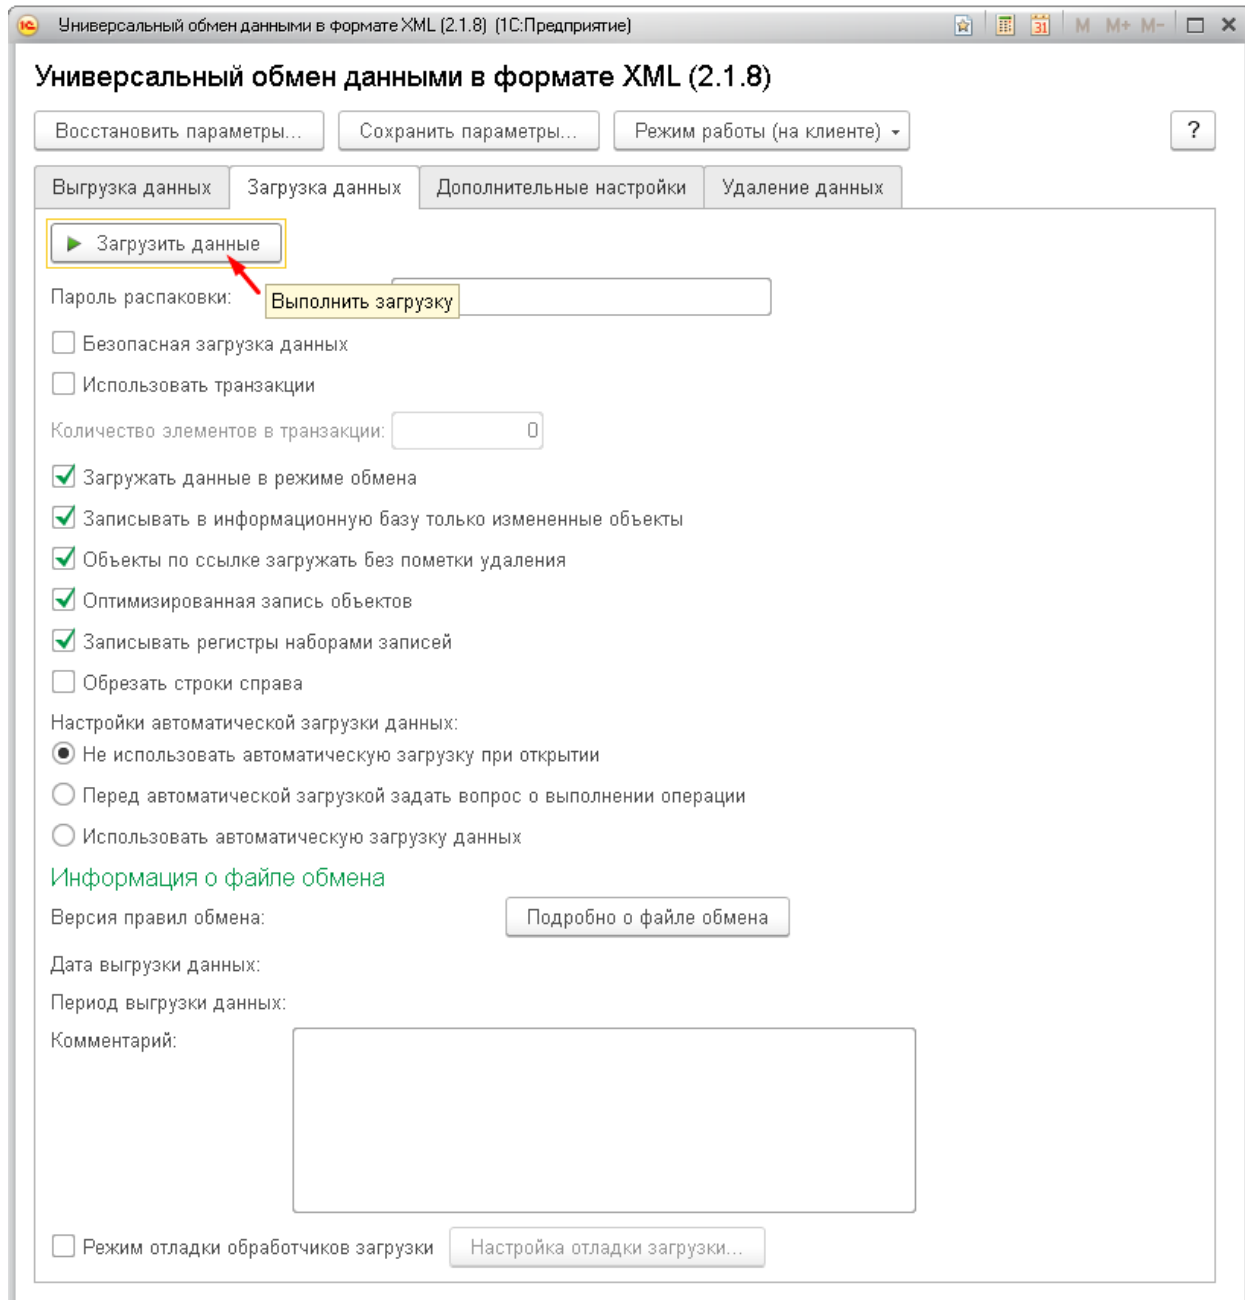 Универсальный обмен данными в формате XML (2.1.8) (1С:Предприятие)
31 M M+ M-
Универсальный обмен данными в формате XML (2.1.8)
Восстановить параметры... Сохранить параметры... Режим работы (на клиенте) ?
Выгрузка данных Загрузка данных Дополнительные настройки Удаление данных
Загрузить данные
Пароль распаковки: Выполнить загрузку
Безопасная загрузка данных
Использовать транзакции
Количество элементов в транзакции: 0
Загружать данные в режиме обмена
Записывать в информационную базу только измененные объекты
Объекты по ссылке загружать без пометки удаления
Оптимизированная запись объектов
Записывать регистры наборами записей
Обрезать строки справа
Настройки автоматической загрузки данных:
Не использовать автоматическую загрузку при открытии
Перед автоматической загрузкой задать вопрос о выполнении операции
Использовать автоматическую загрузку данных
Информация о файле обмена
Версия правил обмена: Подробно о файле обмена
Дата выгрузки данных:
Период выгрузки данных:
Комментарий:
Режим отладки обработчиков загрузки Настройка отладки загрузки...